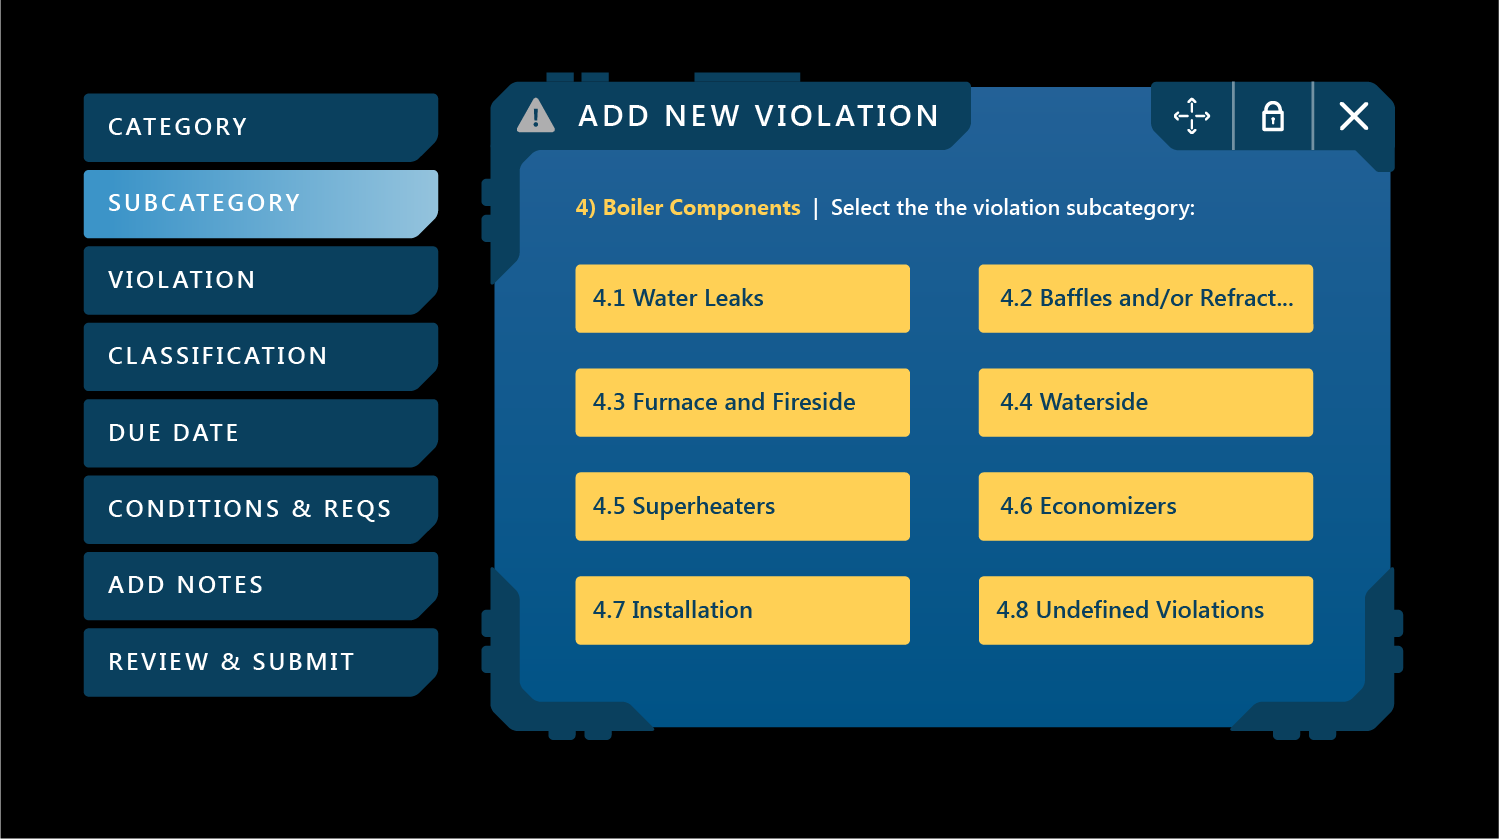 CATEGORY
SUBCATEGORY
VIOLATION
CLASSIFICATION
DUE DATE
CONDITIONS & REQS
ADD NOTES
REVIEW & SUBMIT
ADD NEW VIOLATION
4) Boiler Components | Select the the violation subcategory:
4.1 Water Leaks
4.2 Baffles and/or Refract...
4.3 Furnace and Fireside
4.4 Waterside
4.5 Superheaters
4.6 Economizers
4.7 Installation
4.8 Undefined Violations